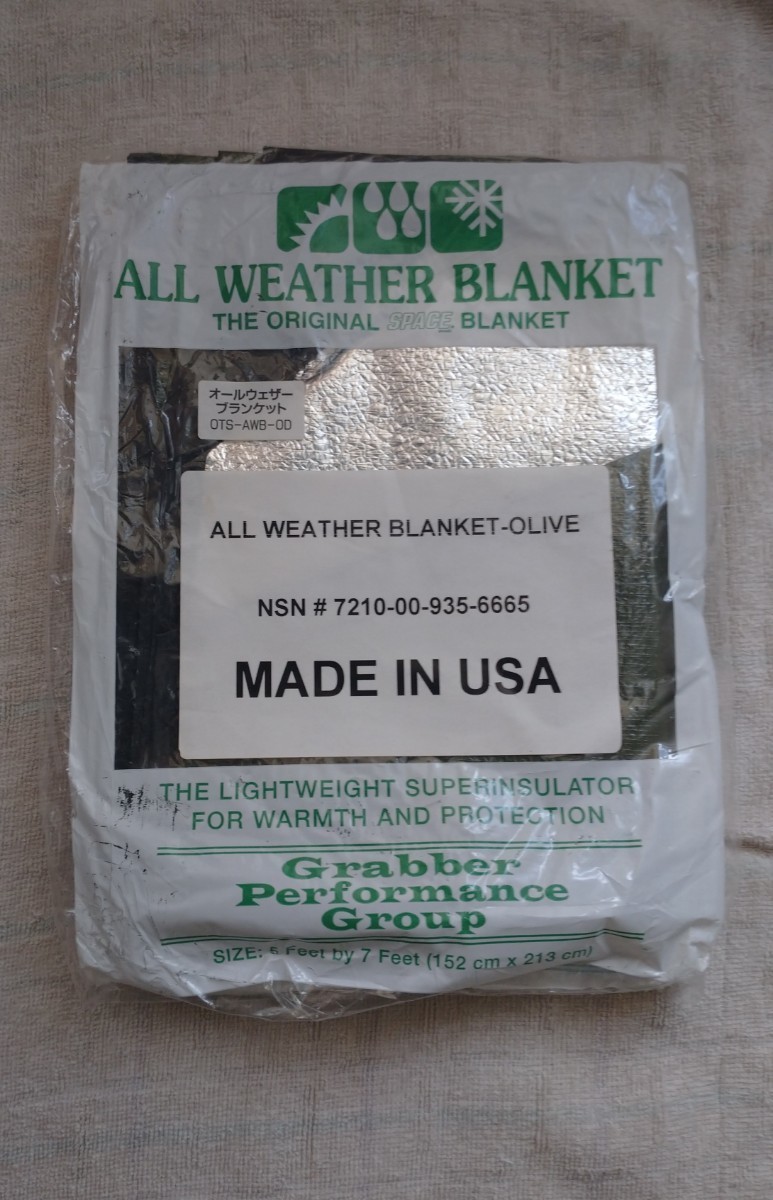 ALL WEATHER BLANKET
THE ORIGINAL SPACE BLANKET
オールウェザー
ブランケット
OTS-AWB-OD
ALL WEATHER BLANKET-OLIVE
NSN # 7210-00-935-6665
MADE IN USA
THE LIGHTWEIGHT SUPERINSULATOR
FOR WARMTH AND PROTECTION
Grabber
Performance
Group
SIZE: Feet by 7 Feet (152 cm x 213 cm)